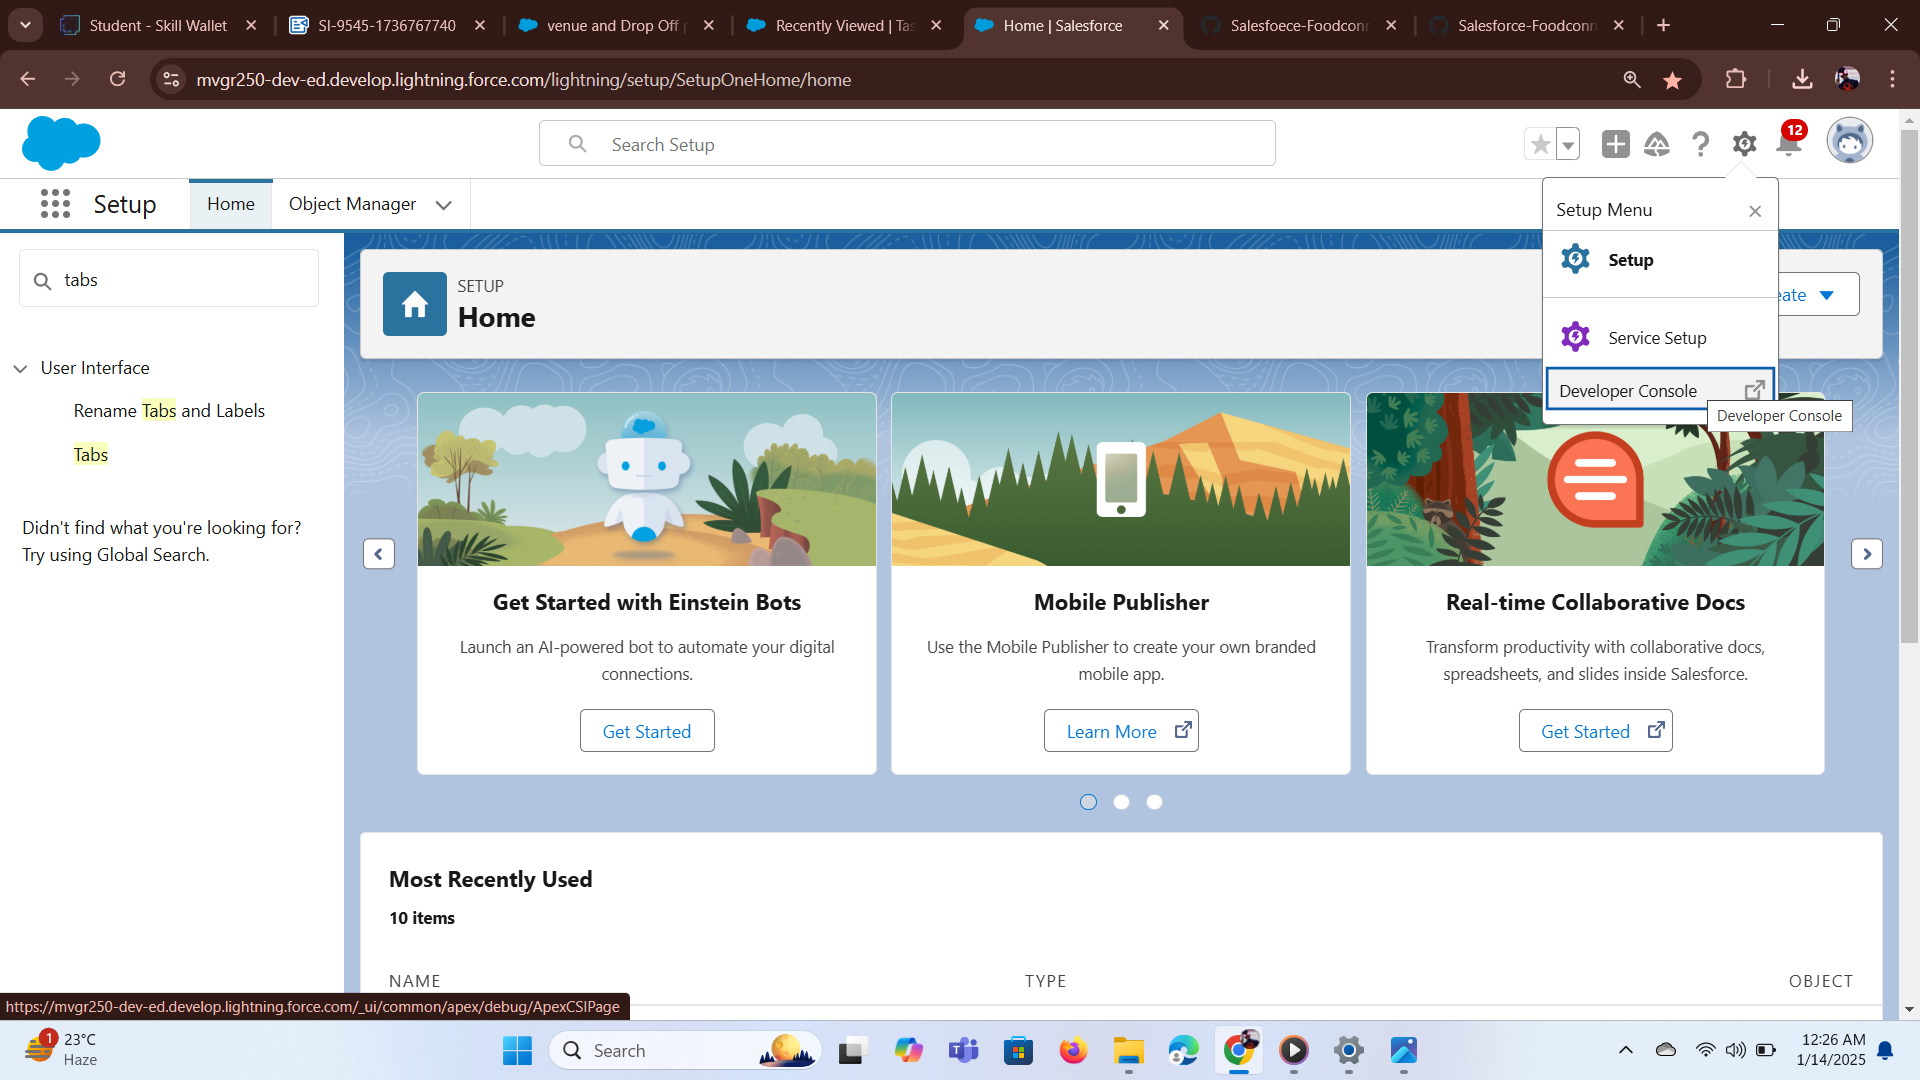 Student - Skill Wallet
SI-9545-1736767740
venue and Drop Off
Recently Viewed | Tas
Home | Salesforce
Salesfoece-Foodconn
Salesforce-Foodconn
mvgr250-dev-ed.develop.lightning.force.com/lightning/setup/SetupOneHome/home
Search Setup
12
Setup
Home
Object Manager
Setup Menu
Setup
Service Setup
Developer Console
Developer Console
tabs
User Interface
Rename Tabs and Labels
Tabs
Didn't find what you're looking for?
Try using Global Search.
SETUP
Home
eate
Get Started with Einstein Bots
Launch an AI-powered bot to automate your digital
connections.
Get Started
Mobile Publisher
Use the Mobile Publisher to create your own branded
mobile app.
Learn More
Real-time Collaborative Docs
Transform productivity with collaborative docs,
spreadsheets, and slides inside Salesforce.
Get Started
Most Recently Used
10 items
NAME
TYPE
OBJECT
https://mvgr250-dev-ed.develop.lightning.force.com/_ui/common/apex/debug/ApexCSIPage
1
23°C
Haze
Search
12:26 AM
1/14/2025